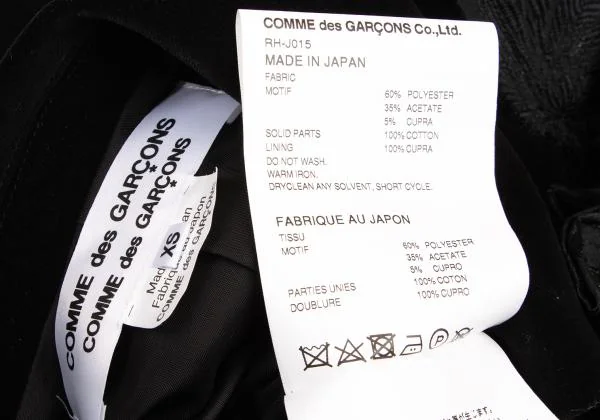 COMME des GARÇONS
COMME des GARÇONS
XS
Fabriqué au Japon
COMME des GARÇONS
COMME des GARÇONS Co.,Ltd.
RH-J015
MADE IN JAPAN
FABRIC
MOTIF 60% POLYESTER
35% ACETATE
5% CUPRA
SOLID PARTS 100% COTTON
LINING 100% CUPRA
DO NOT WASH.
WARM IRON.
DRYCLEAN ANY SOLVENT, SHORT CYCLE.
FABRIQUE AU JAPON
TISSU
MOTIF 60% POLYESTER
35% ACETATE
5% CUPRO
PARTIES UNIES 100% COTON
DOUBLURE 100% CUPRO